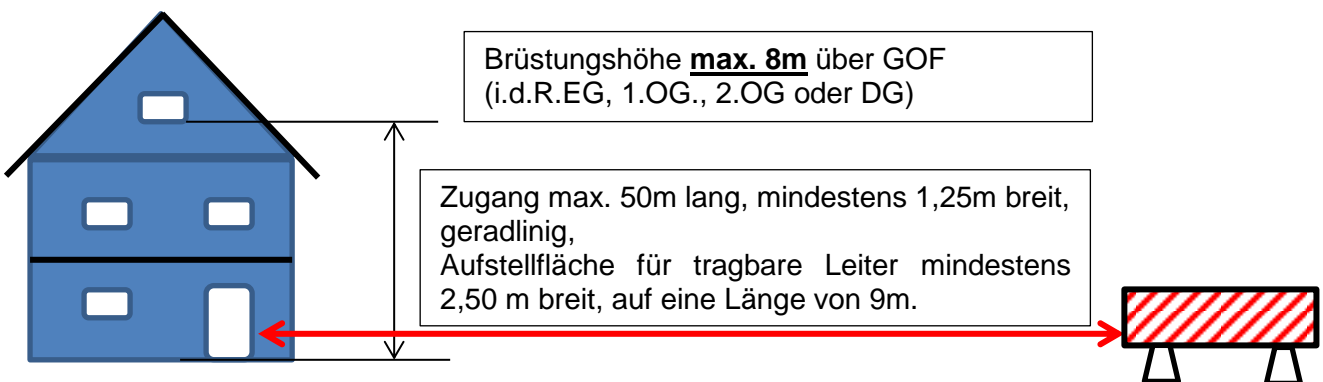 Brüstungshöhe max. 8m über GOF
(i.d.R.EG, 1.OG., 2.OG oder DG)
Zugang max. 50m lang, mindestens 1,25m breit,
geradlinig,
Aufstellfläche für tragbare Leiter mindestens
2,50 m breit, auf eine Länge von 9m.